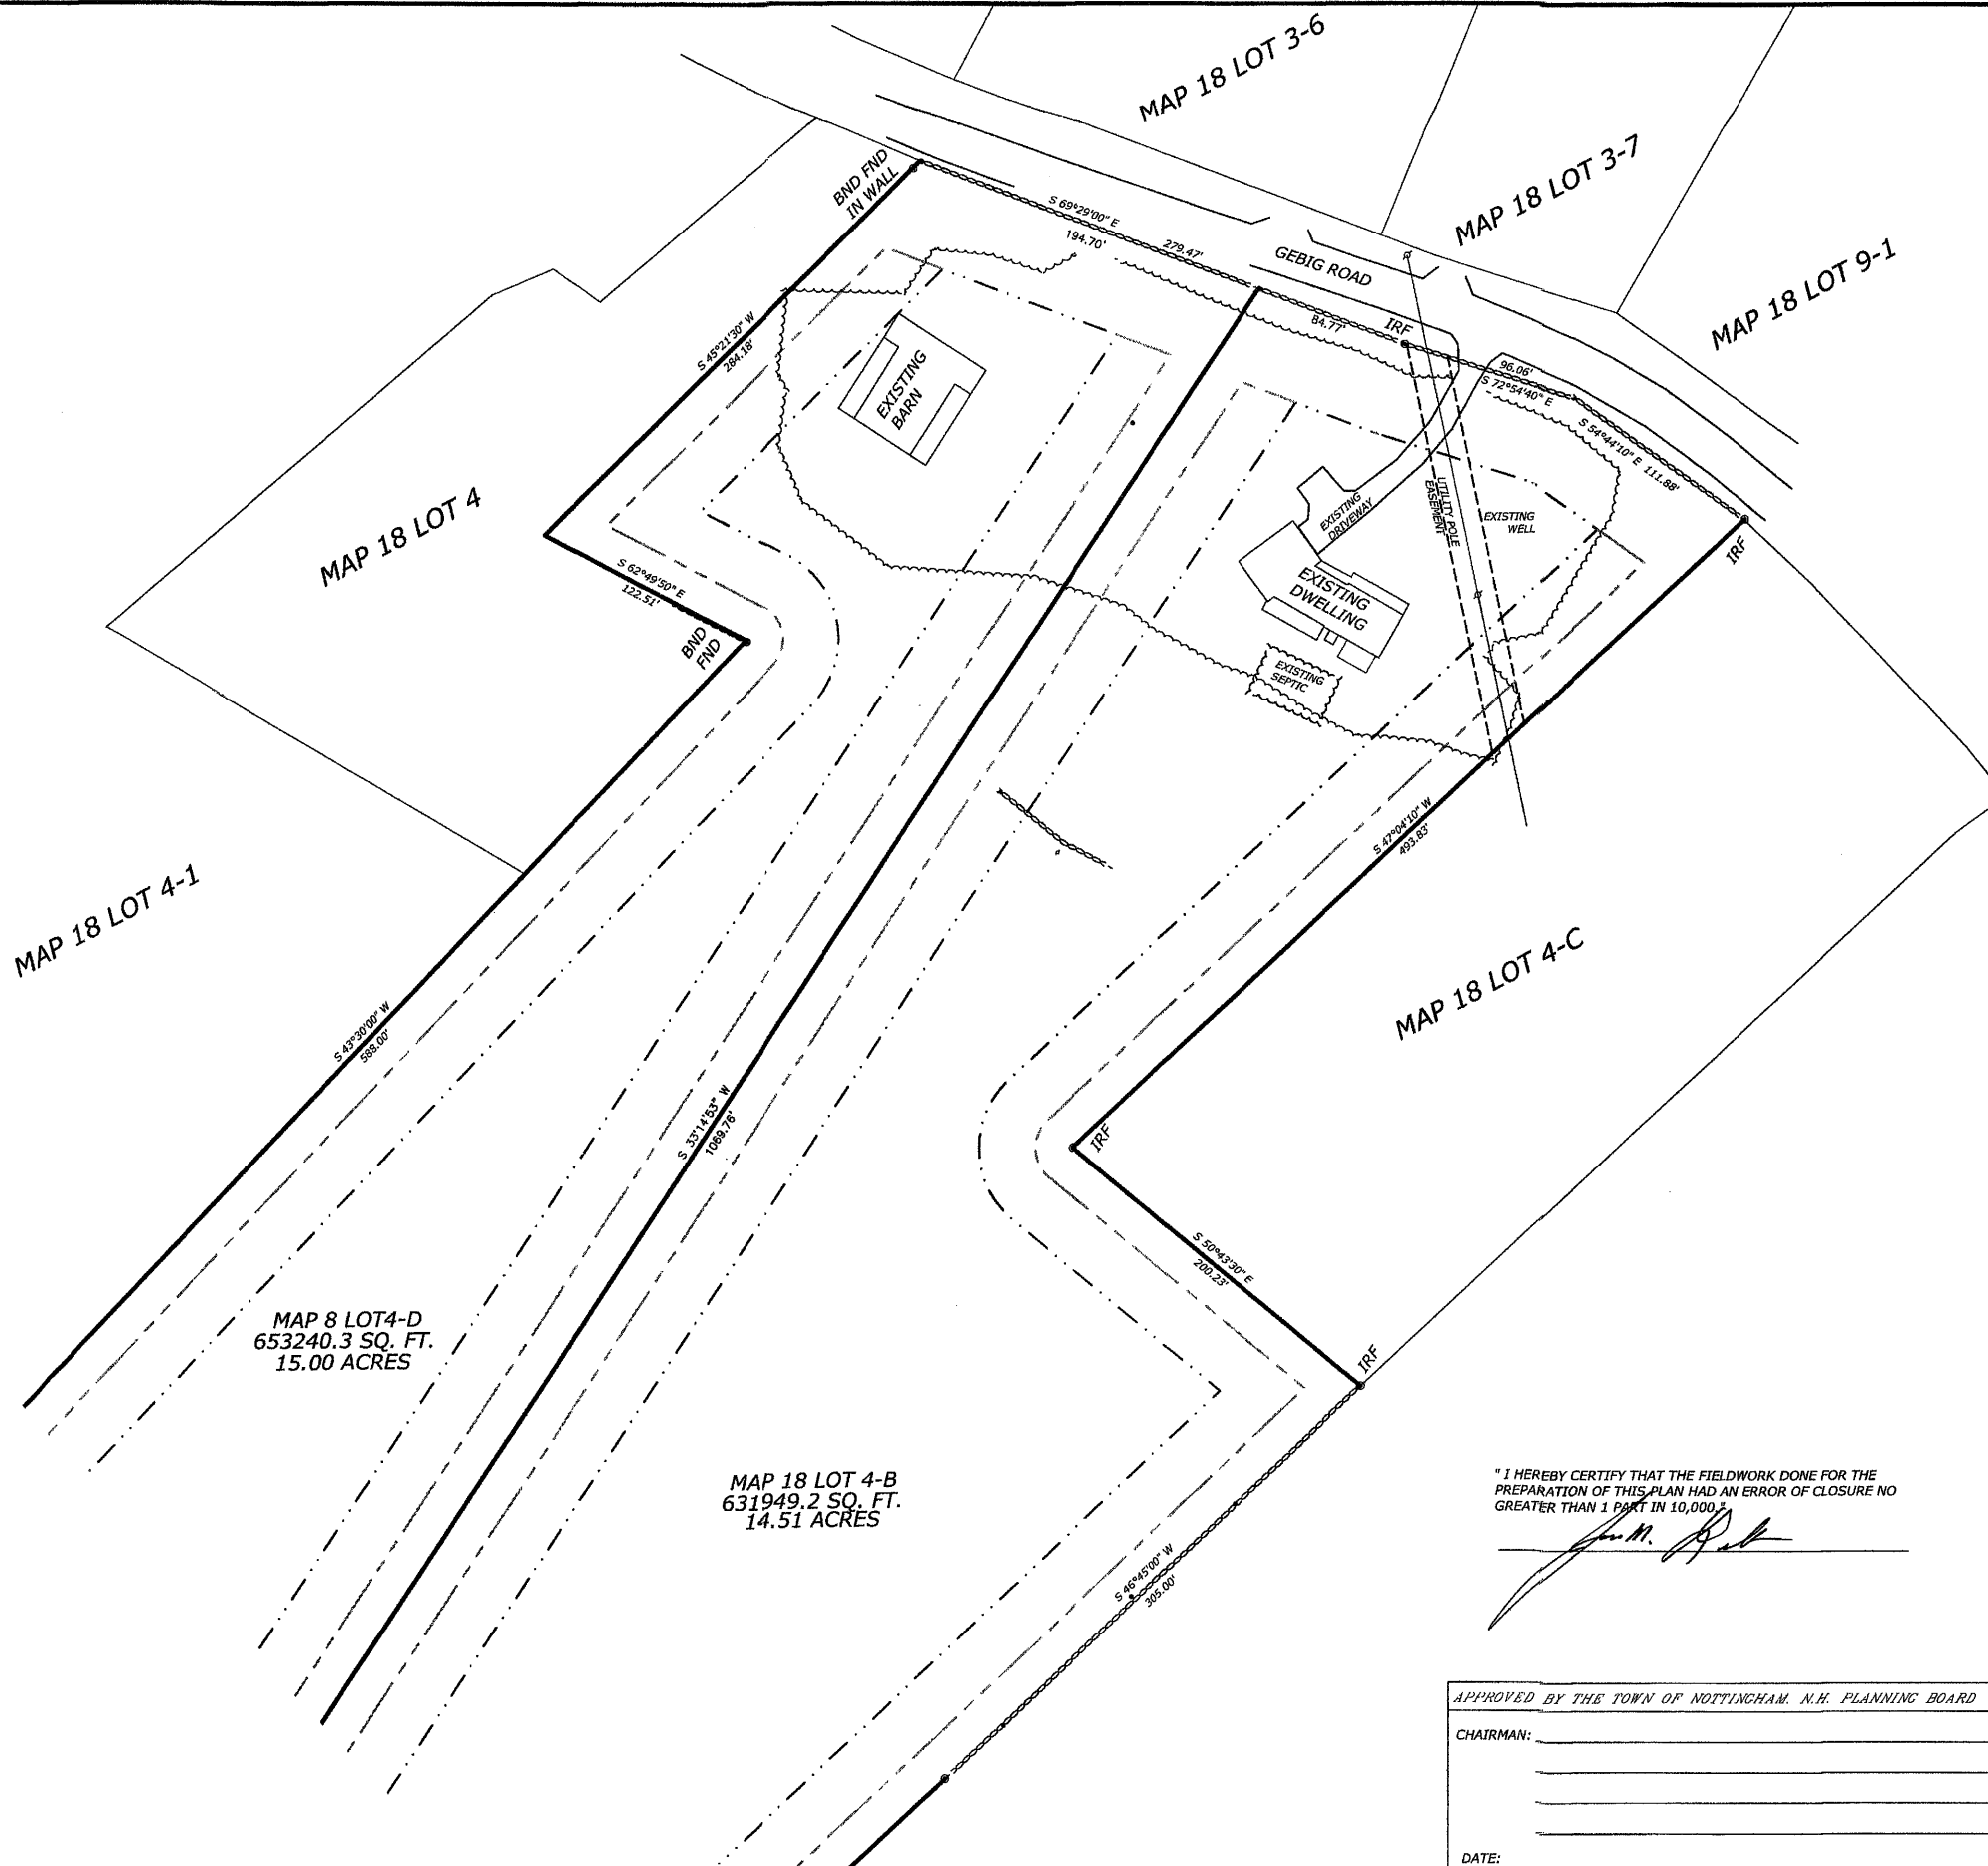 MAP 18 LOT 3-6
MAP 18 LOT 3-7
MAP 18 LOT 9-1
BND FND
IN WALL
S 69°29'00" E
194.70'
279.47'
GEBIG ROAD
84.77'
IRF
96.06'
S 72°54'40" E
S 54°44'10" E 111.88'
IRF
S 45°21'30" W
284.18'
EXISTING
BARN
EXISTING
DRIVEWAY
UTILITY POLE
EASEMENT
EXISTING
WELL
EXISTING
DWELLING
EXISTING
SEPTIC
MAP 18 LOT 4
S 62°49'50" E
122.51'
BND
FND
S 47°04'10" W
493.83'
MAP 18 LOT 4-1
MAP 18 LOT 4-C
S 43°30'00" W
588.00'
S 33°14'53" W
1069.76'
IRF
S 50°43'30" E
200.23'
IRF
MAP 8 LOT4-D
653240.3 SQ. FT.
15.00 ACRES
MAP 18 LOT 4-B
631949.2 SQ. FT.
14.51 ACRES
S 46°45'00" W
305.00'
" I HEREBY CERTIFY THAT THE FIELDWORK DONE FOR THE
PREPARATION OF THIS PLAN HAD AN ERROR OF CLOSURE NO
GREATER THAN 1 PART IN 10,000."
APPROVED BY THE TOWN OF NOTTINGHAM. N.H. PLANNING BOARD
CHAIRMAN:
DATE: